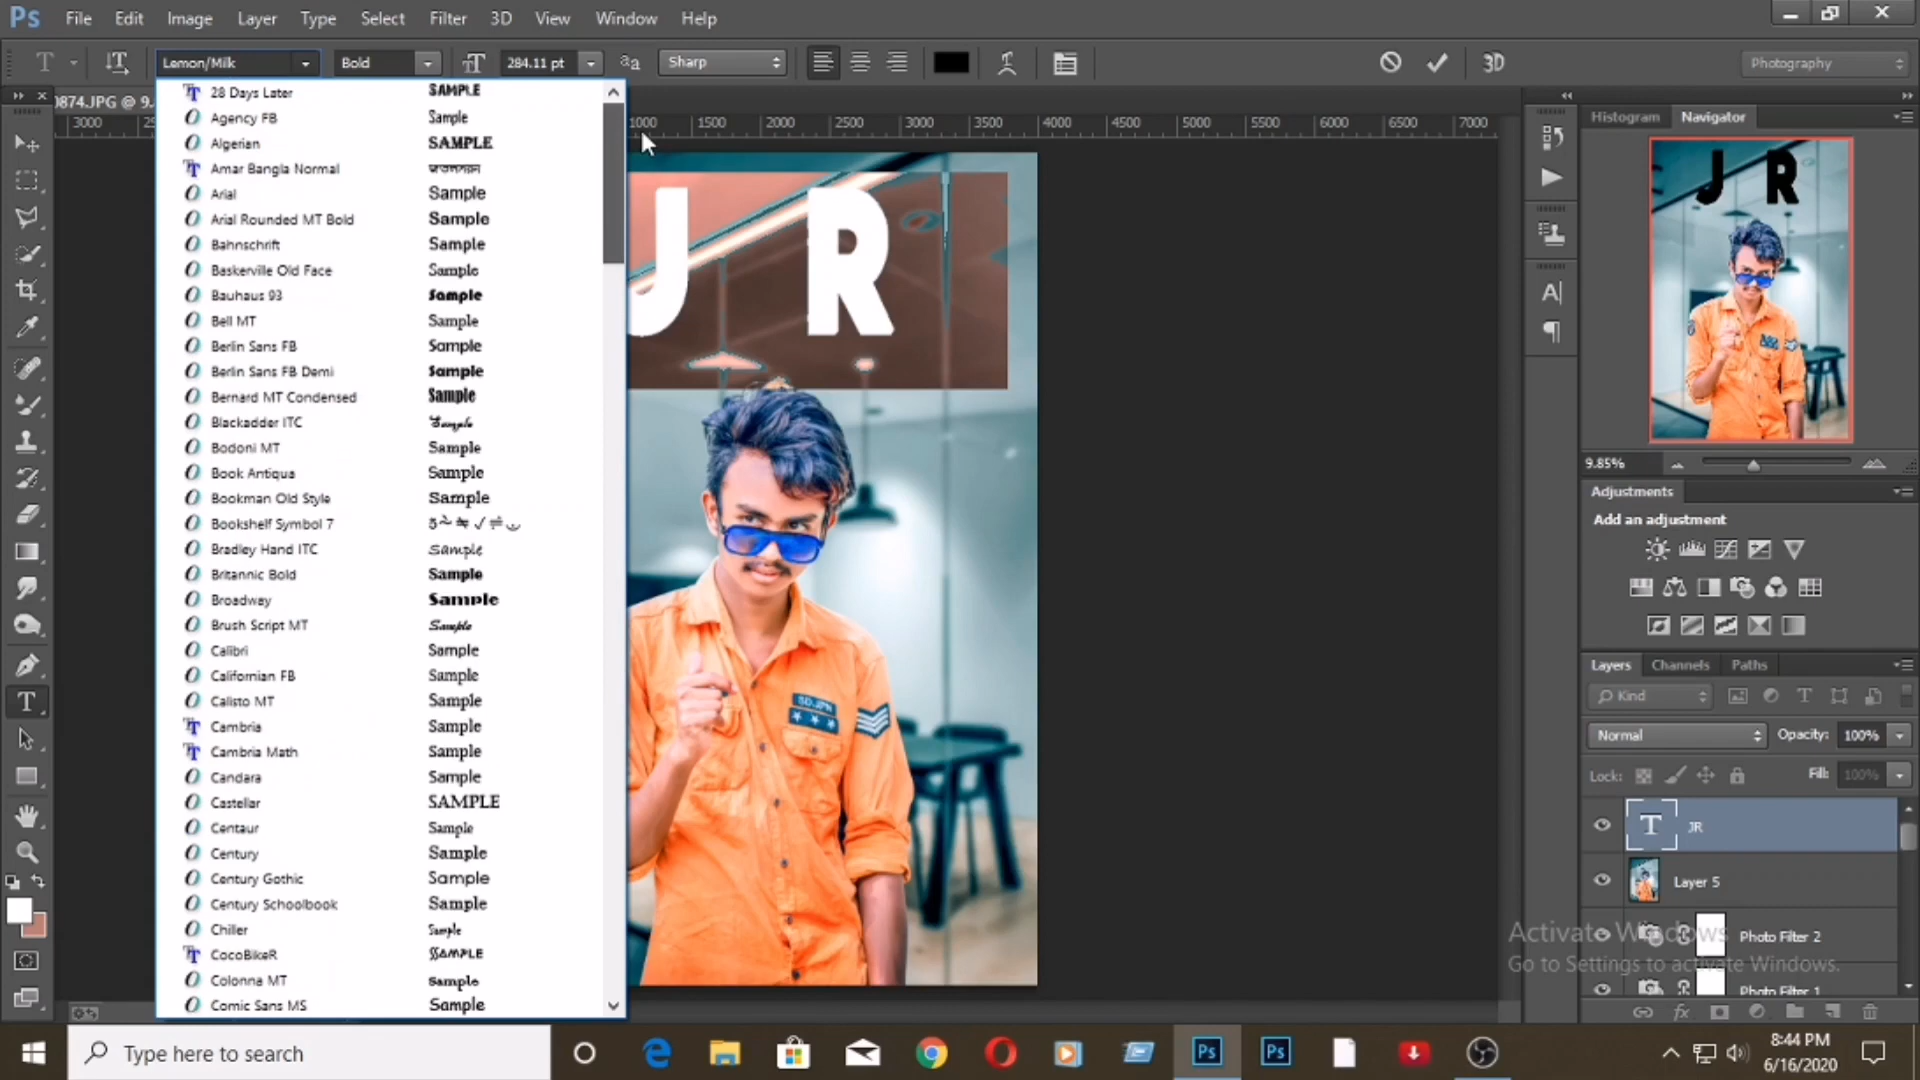 Ps File Edit Image Layer Type Select Filter 3D View Window Help
T Lemon/Milk Bold 284.11 pt aa Sharp 3D Photography
0874.JPG @ 9.
3000 1000 1500 2000 2500 3000 3500 4000 4500 5000 5500 6000 6500 7000
28 Days Later SAMPLE
Agency FB Sample
Algerian SAMPLE
Amar Bangla Normal
Arial Sample
Arial Rounded MT Bold Sample
Bahnschrift Sample
Baskerville Old Face Sample
Bauhaus 93 Sample
Bell MT Sample
Berlin Sans FB Sample
Berlin Sans FB Demi Sample
Bernard MT Condensed Sample
Blackadder ITC Sample
Bodoni MT Sample
Book Antiqua Sample
Bookman Old Style Sample
Bookshelf Symbol 7
Bradley Hand ITC Sample
Britannic Bold Sample
Broadway Sample
Brush Script MT Sample
Calibri Sample
Californian FB Sample
Calisto MT Sample
Cambria Sample
Cambria Math Sample
Candara Sample
Castellar SAMPLE
Centaur Sample
Century Sample
Century Gothic Sample
Century Schoolbook Sample
Chiller Sample
CocoBikeR SAMPLE
Colonna MT Sample
Comic Sans MS Sample
J R
SD.JPN
Histogram Navigator
J R
9.85%
Adjustments
Add an adjustment
Layers Channels Paths
Kind
Normal Opacity: 100%
Lock: Fill: 100%
T JR
Layer 5
Photo Filter 2
Photo Filter 1
Activate Windows
Go to Settings to activate Windows.
Type here to search
Ps Ps
8:44 PM
6/16/2020